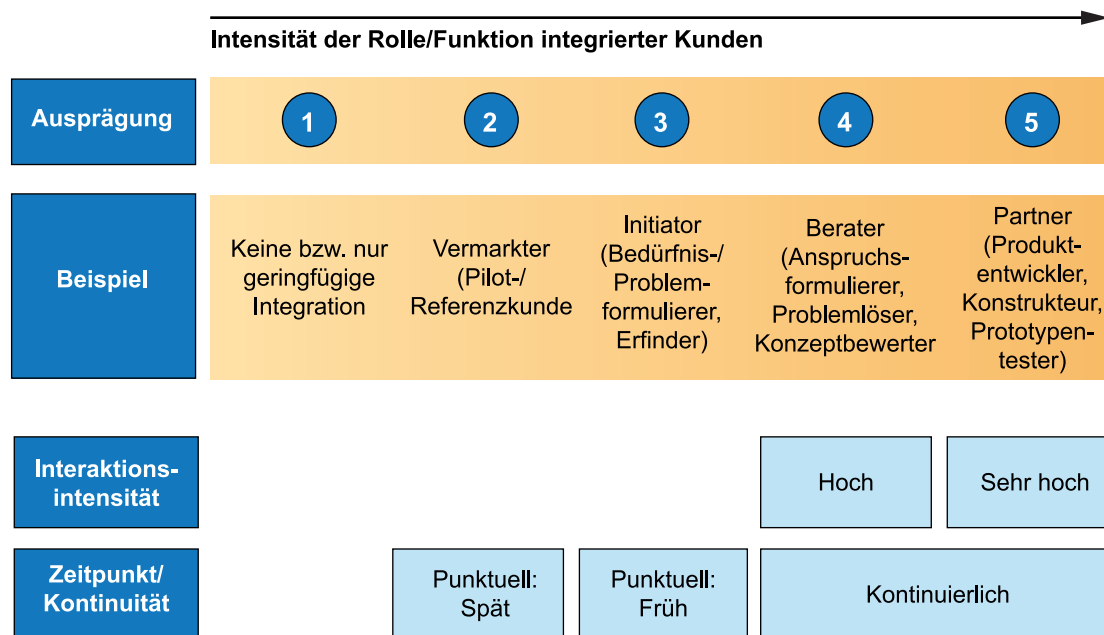 Intensität der Rolle/Funktion integrierter Kunden
Ausprägung
1
2
3
4
5
Beispiel
Keine bzw. nur
geringfügige
Integration
Vermarkter
(Pilot-/
Referenzkunde
Initiator
(Bedürfnis-/
Problem-
formulierer,
Erfinder)
Berater
(Anspruchs-
formulierer,
Problemlöser,
Konzeptbewerter
Partner
(Produkt-
entwickler,
Konstrukteur,
Prototypen-
tester)
Interaktions-
intensität
Hoch
Sehr hoch
Zeitpunkt/
Kontinuität
Punktuell:
Spät
Punktuell:
Früh
Kontinuierlich